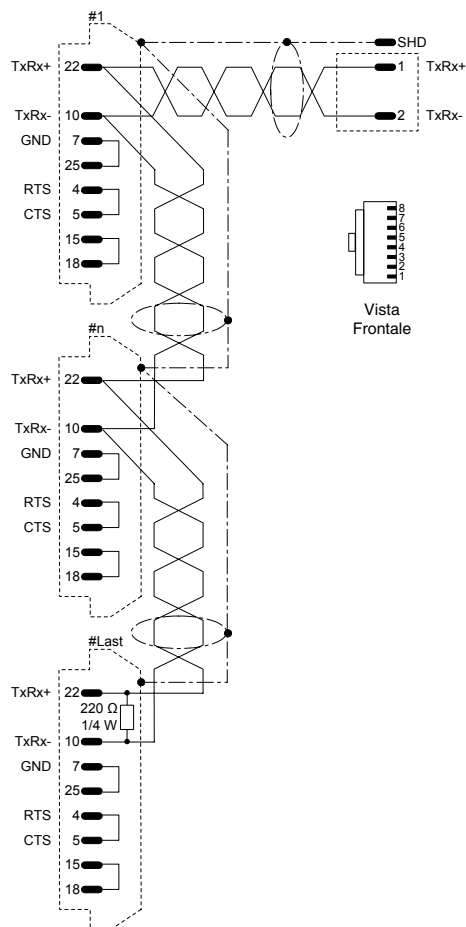 #1
SHD
TxRx+ 22
1 TxRx+
TxRx- 10
2 TxRx-
GND 7
25
RTS 4
CTS 5
15
18
8
7
6
5
4
3
2
1
Vista
Frontale
#n
TxRx+ 22
TxRx- 10
GND 7
25
RTS 4
CTS 5
15
18
#Last
TxRx+ 22
220 Ω
1/4 W
TxRx- 10
GND 7
25
RTS 4
CTS 5
15
18